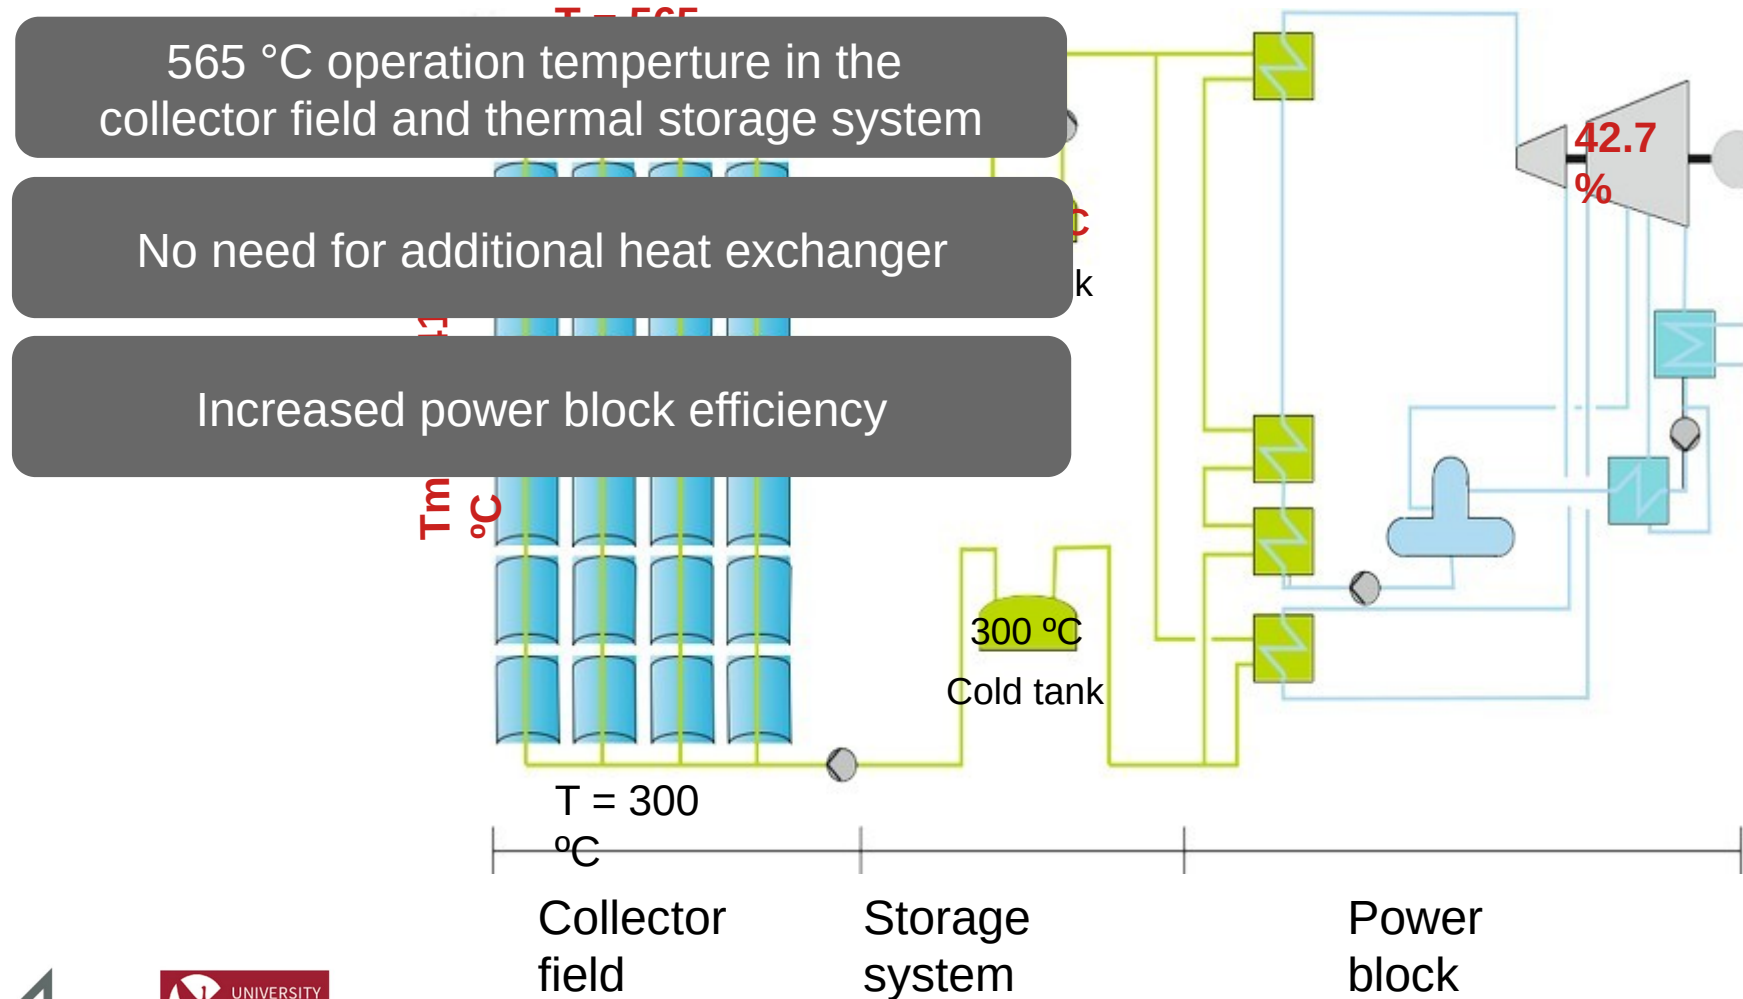 T = 565
565 °C operation temperture in the
collector field and thermal storage system
42.7
%
C
No need for additional heat exchanger
k
Increased power block efficiency
Tm
ºC
300 ºC
Cold tank
T = 300
ºC
Collector
field
Storage
system
Power
block
UNIVERSITY